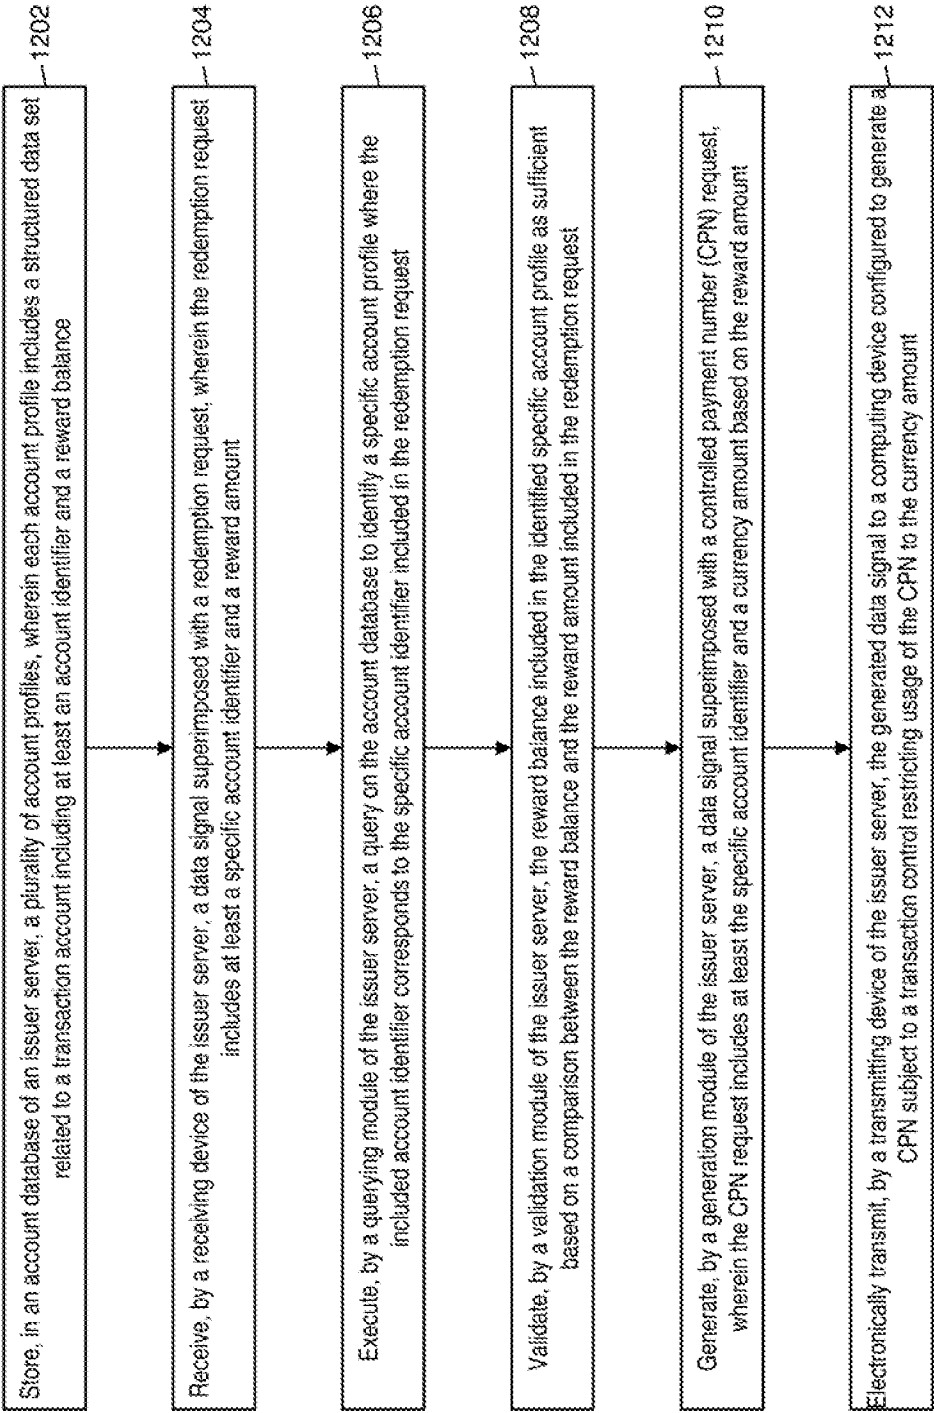 1202
Store, in an account database of an issuer server, a plurality of account profiles, wherein each account profile includes a structured data set
related to a transaction account including at least an account identifier and a reward balance
1204
Receive, by a receiving device of the issuer server, a data signal superimposed with a redemption request, wherein the redemption request
includes at least a specific account identifier and a reward amount
1206
Execute, by a querying module of the issuer server, a query on the account database to identify a specific account profile where the
included account identifier corresponds to the specific account identifier included in the redemption request
1208
Validate, by a validation module of the issuer server, the reward balance included in the identified specific account profile as sufficient
based on a comparison between the reward balance and the reward amount included in the redemption request
1210
Generate, by a generation module of the issuer server, a data signal superimposed with a controlled payment number (CPN) request,
wherein the CPN request includes at least the specific account identifier and a currency amount based on the reward amount
1212
Electronically transmit, by a transmitting device of the issuer server, the generated data signal to a computing device configured to generate a
CPN subject to a transaction control restricting usage of the CPN to the currency amount